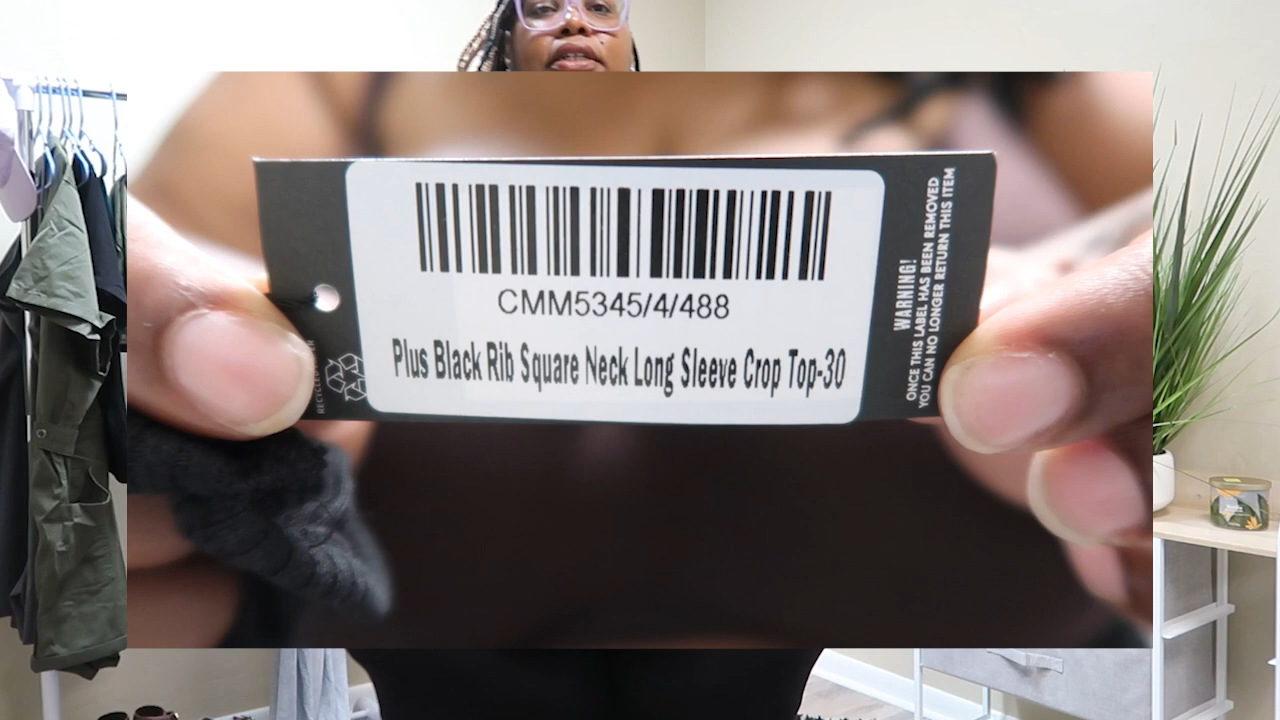 CMM5345/4/488
Plus Black Rib Square Neck Long Sleeve Crop Top-30
WARNING!
ONCE THIS LABEL HAS BEEN REMOVED
YOU CAN NO LONGER RETURN THIS ITEM